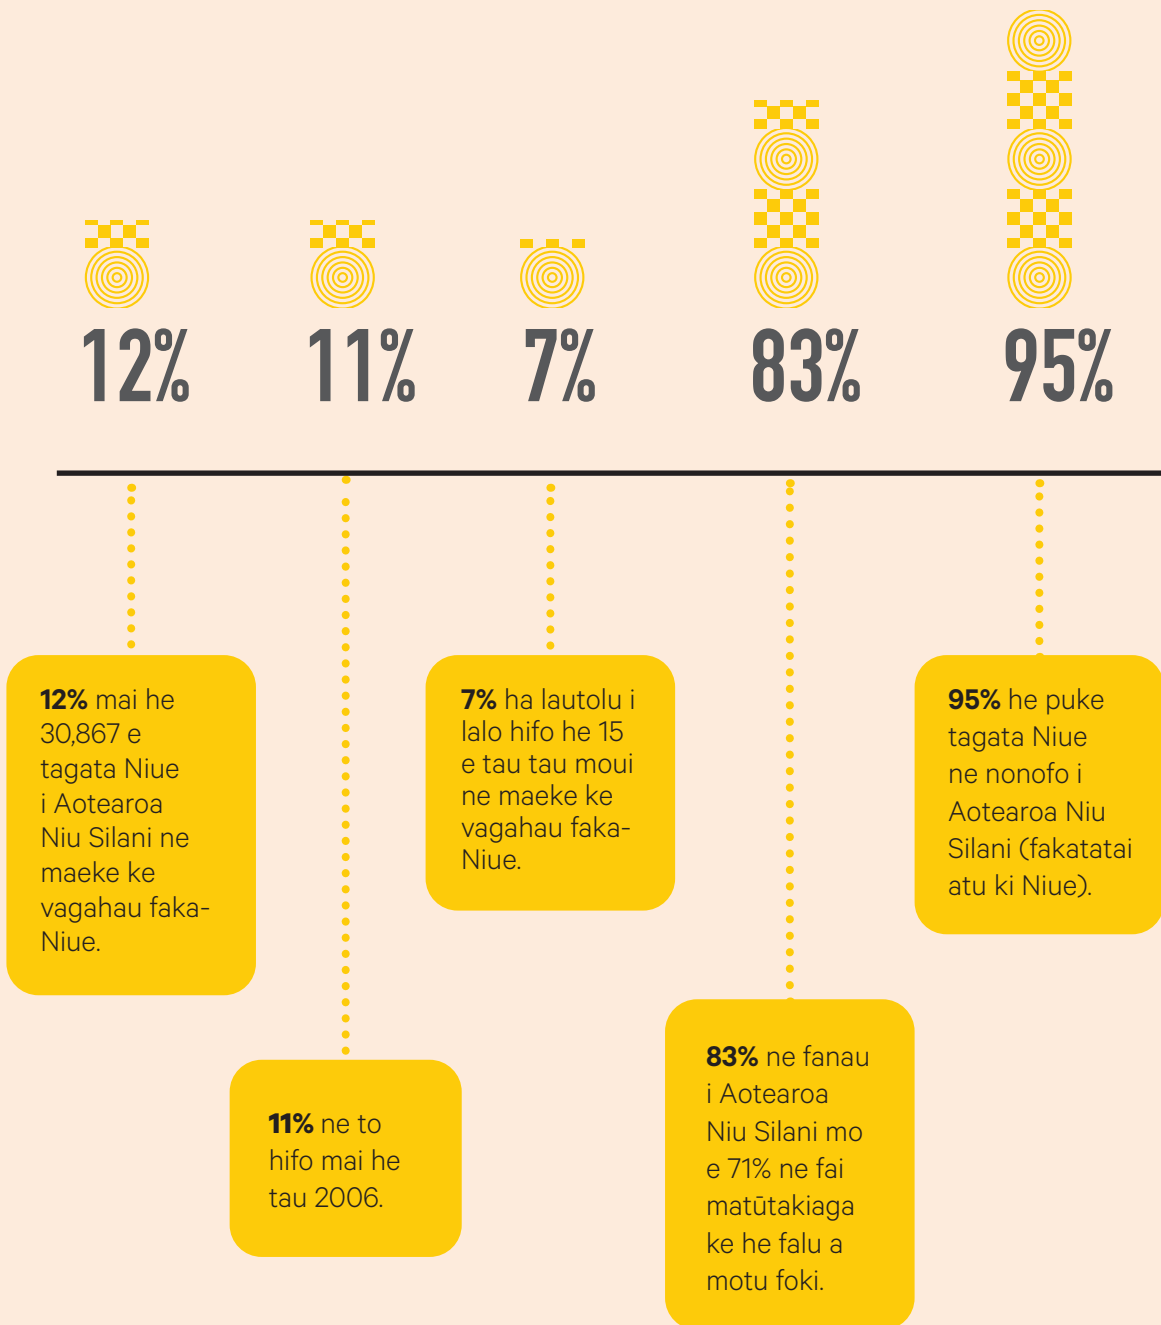 12%
11%
7%
83%
95%
12% mai he
30,867 e
tagata Niue
i Aotearoa
Niu Silani ne
maeke ke
vagahau faka-
Niue.
11% ne to
hifo mai he
tau 2006.
7% ha lautolu i
lalo hifo he 15
e tau tau moui
ne maeke ke
vagahau faka-
Niue.
83% ne fanau
i Aotearoa
Niu Silani mo
e 71% ne fai
matūtakiaga
ke he falu a
motu foki.
95% he puke
tagata Niue
ne nonofo i
Aotearoa Niu
Silani (fakatatai
atu ki Niue).